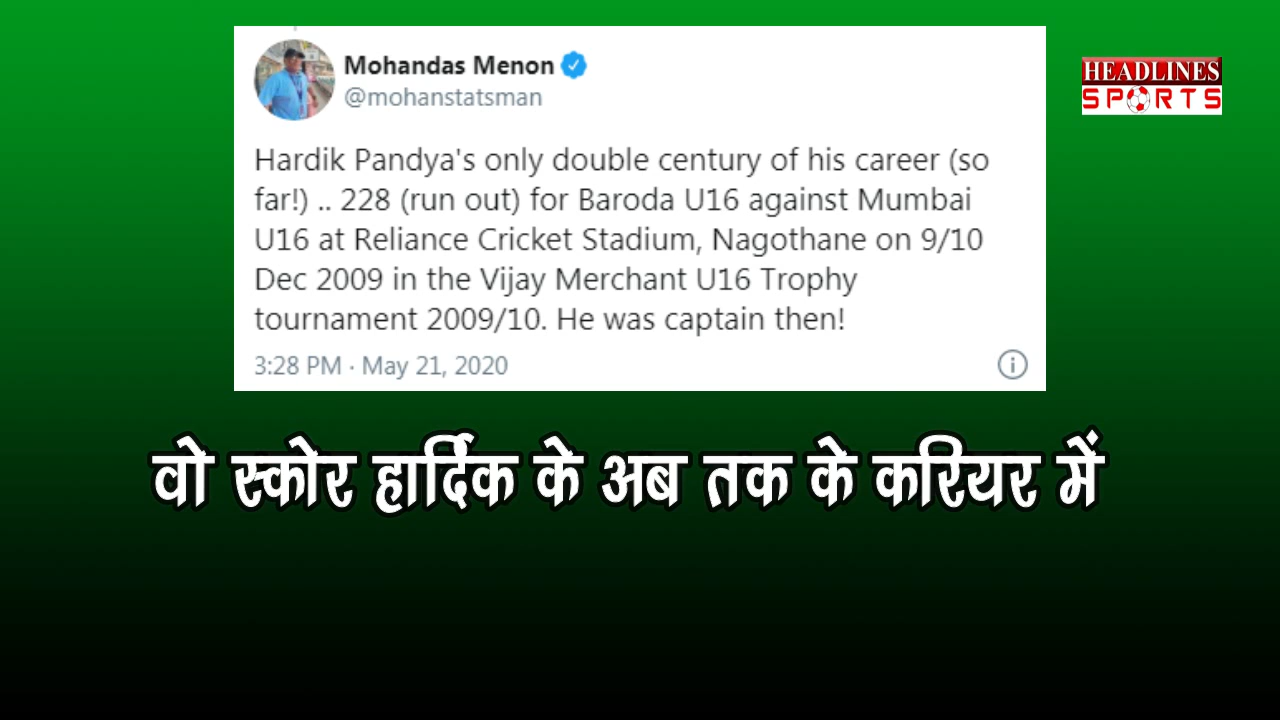 Mohandas Menon
@mohanstatsman
HEADLINES
SPORTS
Hardik Pandya's only double century of his career (so
far!) .. 228 (run out) for Baroda U16 against Mumbai
U16 at Reliance Cricket Stadium, Nagothane on 9/10
Dec 2009 in the Vijay Merchant U16 Trophy
tournament 2009/10. He was captain then!
3:28 PM · May 21, 2020
वो स्कोर हार्दिक के अब तक के करियर में